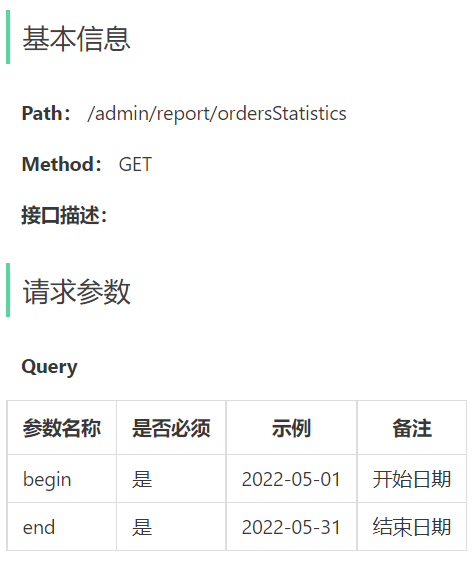 基本信息
Path： /admin/report/ordersStatistics
Method： GET
接口描述：
请求参数
Query
参数名称 是否必须 示例 备注
begin 是 2022-05-01 开始日期
end 是 2022-05-31 结束日期